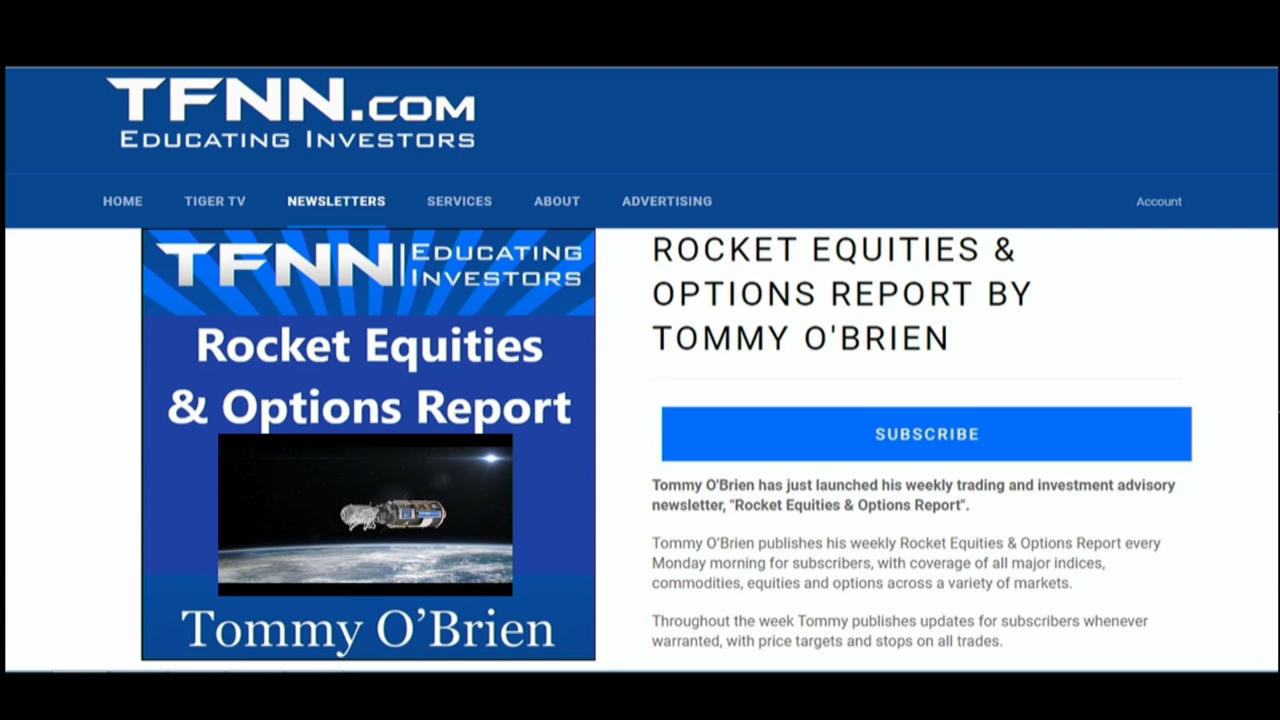 TFNN.COM
EDUCATING INVESTORS
HOME TIGER TV NEWSLETTERS SERVICES ABOUT ADVERTISING Account
TFNN | EDUCATING
INVESTORS
Rocket Equities
& Options Report
Tommy O’Brien
ROCKET EQUITIES &
OPTIONS REPORT BY
TOMMY O'BRIEN
SUBSCRIBE
Tommy O'Brien has just launched his weekly trading and investment advisory
newsletter, "Rocket Equities & Options Report".
Tommy O'Brien publishes his weekly Rocket Equities & Options Report every
Monday morning for subscribers, with coverage of all major indices,
commodities, equities and options across a variety of markets.
Throughout the week Tommy publishes updates for subscribers whenever
warranted, with price targets and stops on all trades.